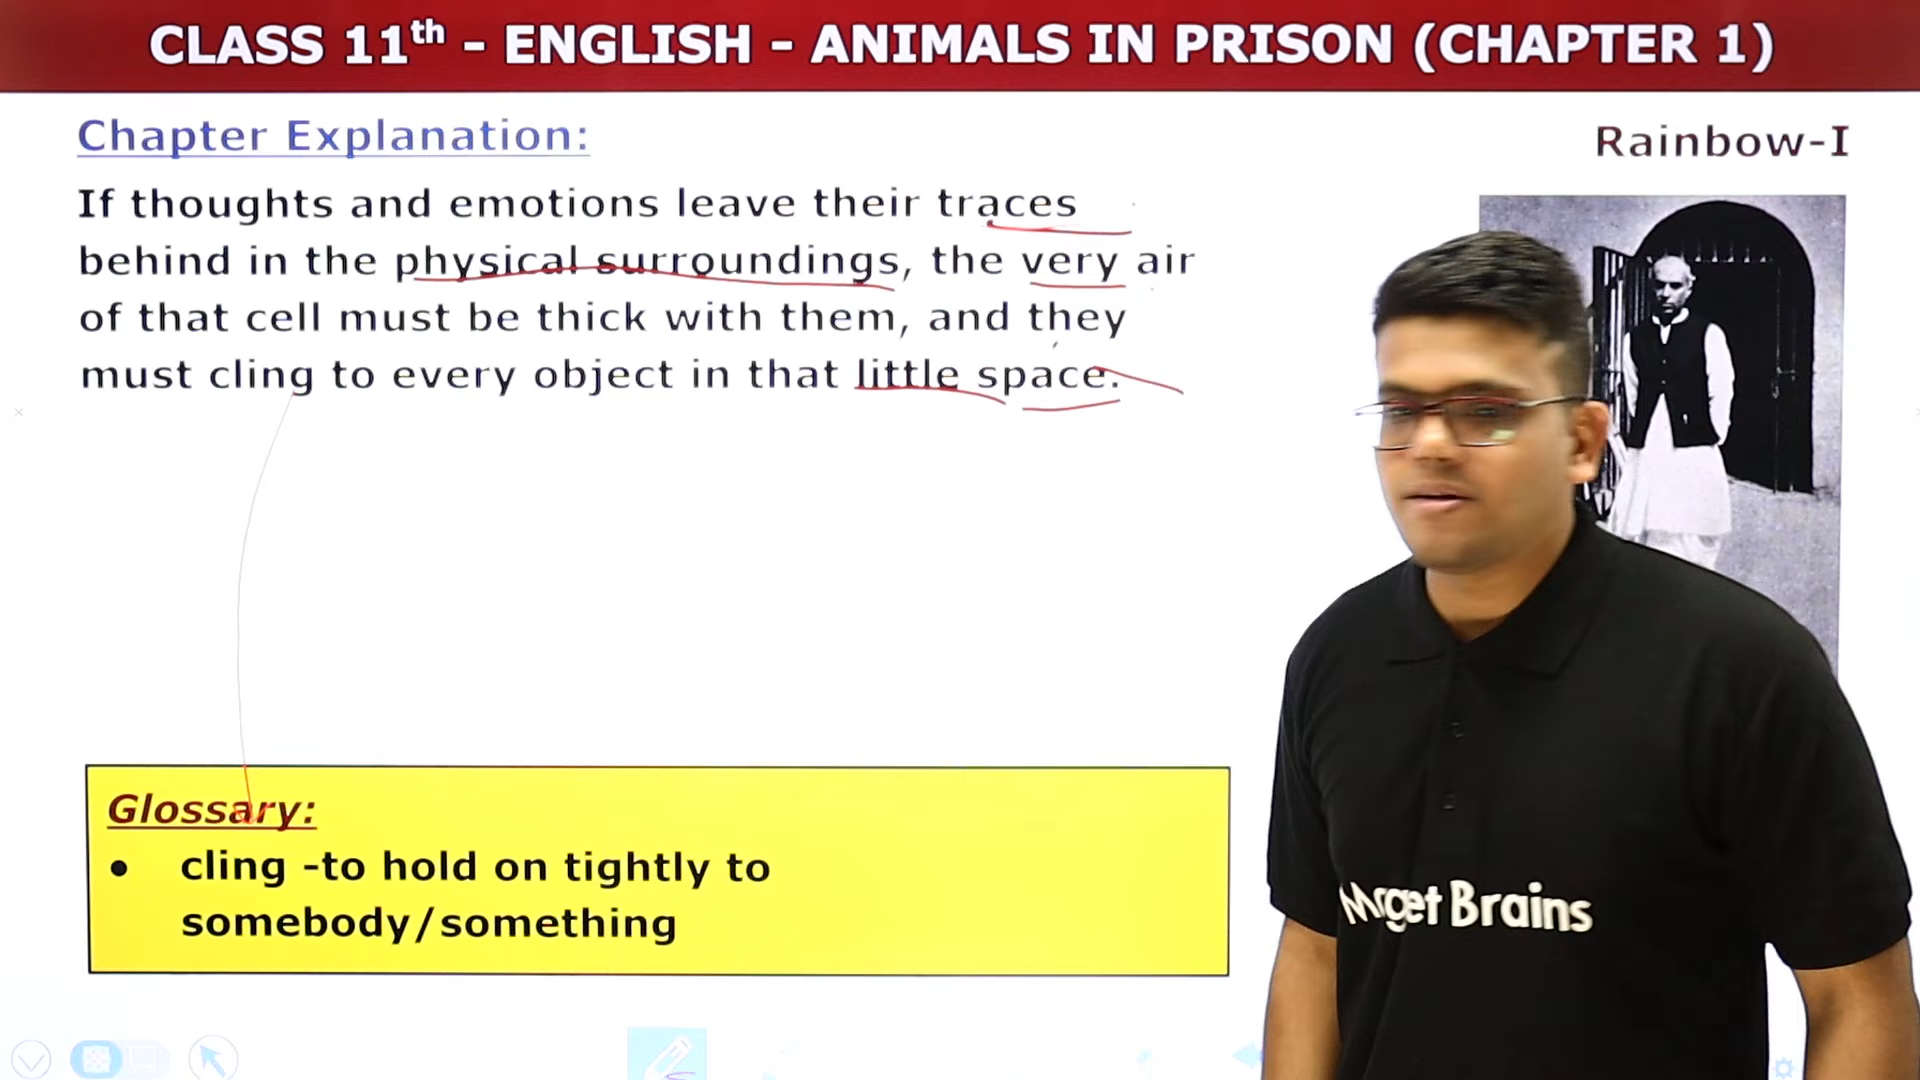 CLASS 11th - ENGLISH - ANIMALS IN PRISON (CHAPTER 1)
Chapter Explanation:
Rainbow-I
If thoughts and emotions leave their traces
behind in the physical surroundings, the very air
of that cell must be thick with them, and they
must cling to every object in that little space.
Glossary:
● cling -to hold on tightly to
somebody/something
Brains